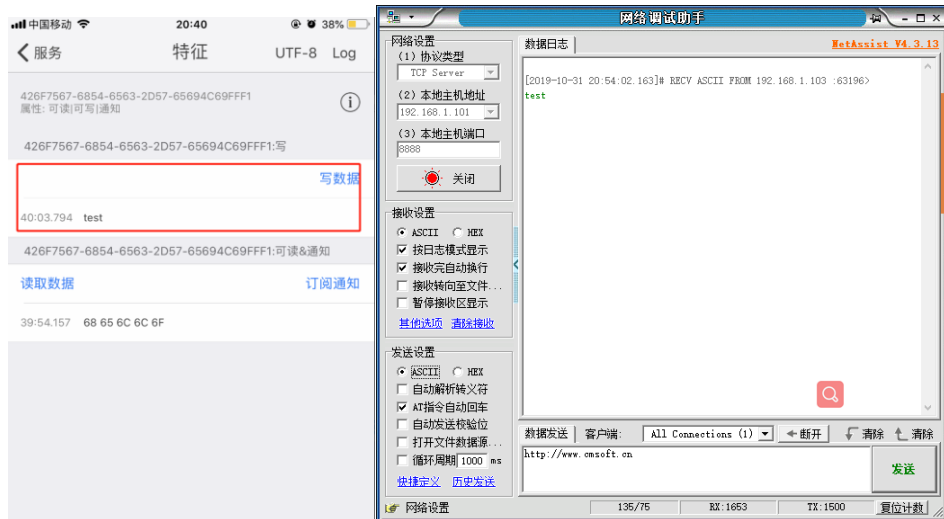 中国移动
20:40
38%
服务
特征
UTF-8 Log
426F7567-6854-6563-2D57-65694C69FFF1
属性: 可读|可写|通知
426F7567-6854-6563-2D57-65694C69FFF1:写
写数据
40:03.794 test
426F7567-6854-6563-2D57-65694C69FFF1:可读&通知
读取数据
订阅通知
39:54.157 68 65 6C 6C 6F
网络调试助手
网络设置
(1) 协议类型
TCP Server
(2) 本地主机地址
192.168.1.101
(3) 本地主机端口
8888
关闭
接收设置
ASCII HEX
按日志模式显示
接收完自动换行
接收转向至文件...
暂停接收区显示
其他选项 清除接收
发送设置
ASCII HEX
自动解析转义符
AT指令自动回车
自动发送校验位
打开文件数据源...
循环周期 1000 ms
快捷定义 历史发送
数据日志
NetAssist V4.3.13
[2019-10-31 20:54:02.163]# RECV ASCII FROM 192.168.1.103 :63196>
test
数据发送
客户端: All Connections (1)
断开
清除
清除
http://www.cmsoft.cn
发送
网络设置
135/75
RX:1653
TX:1500
复位计数